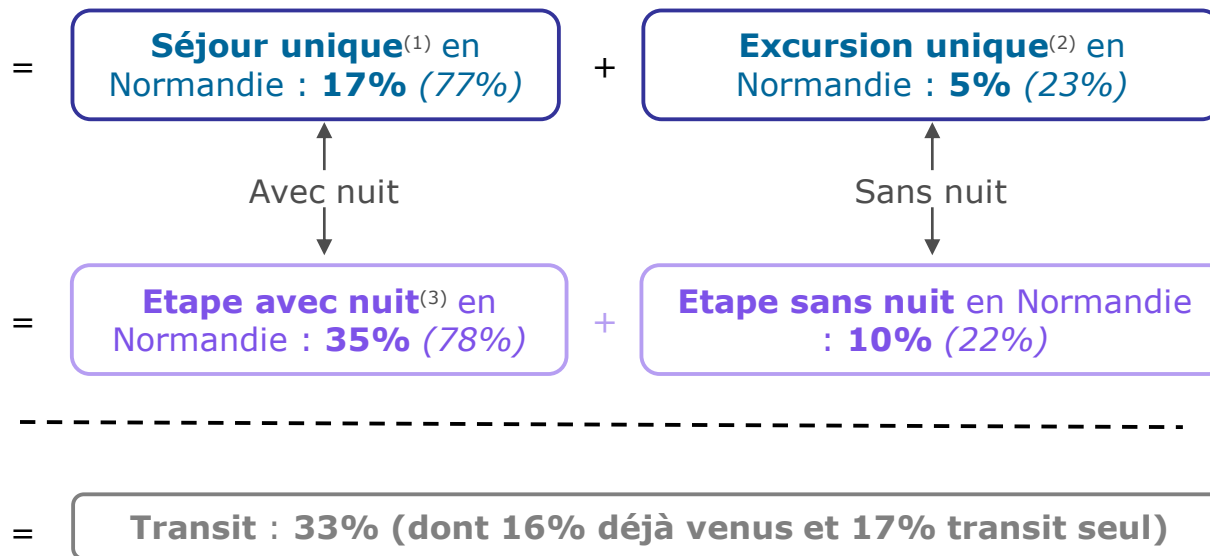 = Séjour unique(1) en + Excursion unique(2) en
Normandie : 17% (77%) Normandie : 5% (23%)
Avec nuit Sans nuit
= Etape avec nuit(3) en + Etape sans nuit en Normandie
Normandie : 35% (78%) : 10% (22%)
= Transit : 33% (dont 16% déjà venus et 17% transit seul)